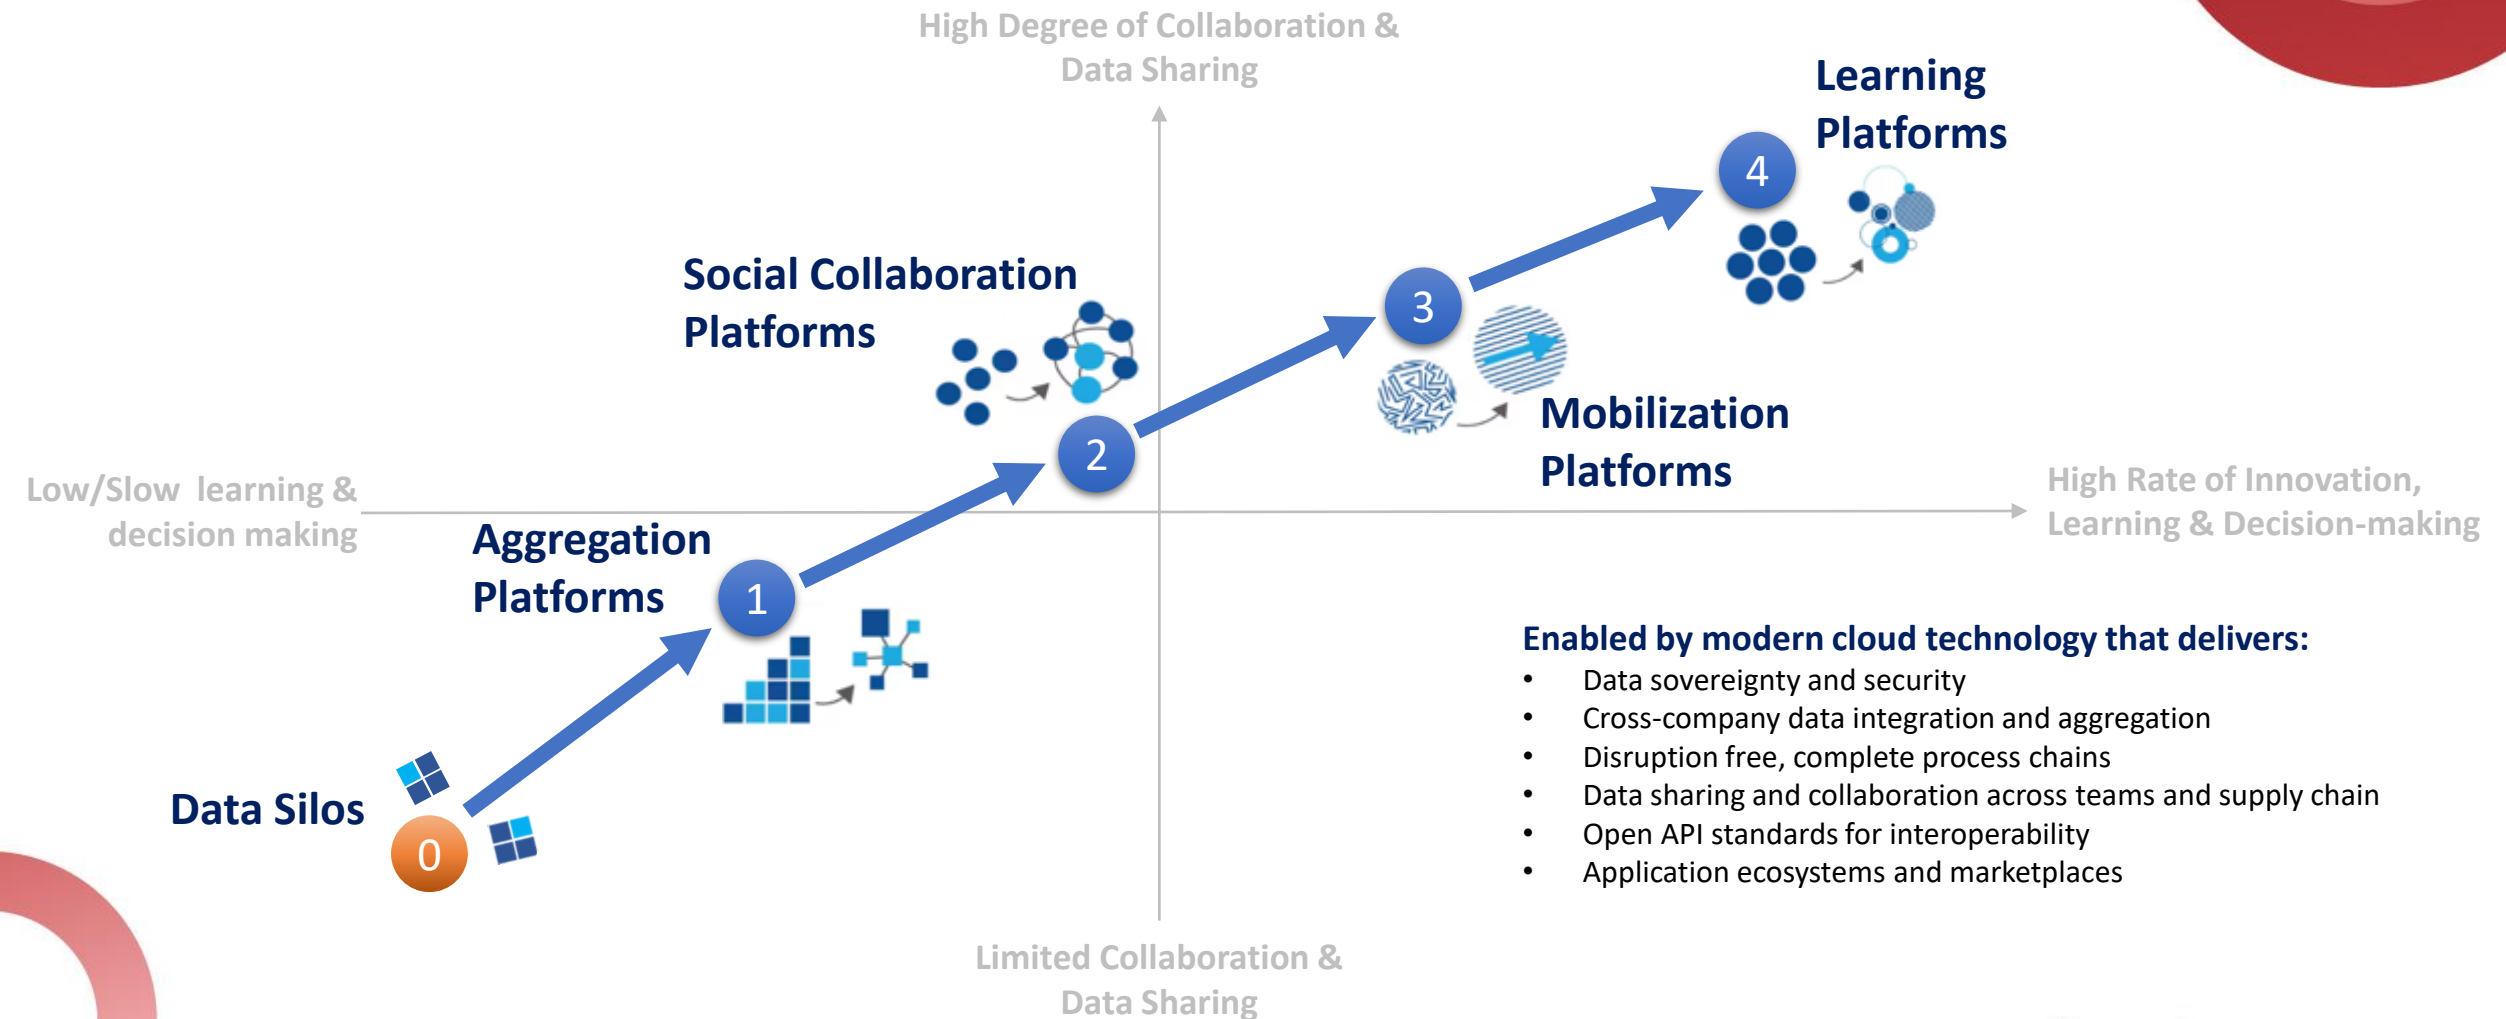 High Degree of Collaboration &
Data Sharing
Learning
Platforms
4
Social Collaboration
Platforms
3
Mobilization
Platforms
2
Low/Slow learning &
decision making
High Rate of Innovation,
Learning & Decision-making
Aggregation
Platforms
1
Enabled by modern cloud technology that delivers:
• Data sovereignty and security
• Cross-company data integration and aggregation
• Disruption free, complete process chains
• Data sharing and collaboration across teams and supply chain
• Open API standards for interoperability
• Application ecosystems and marketplaces
Data Silos
0
Limited Collaboration &
Data Sharing